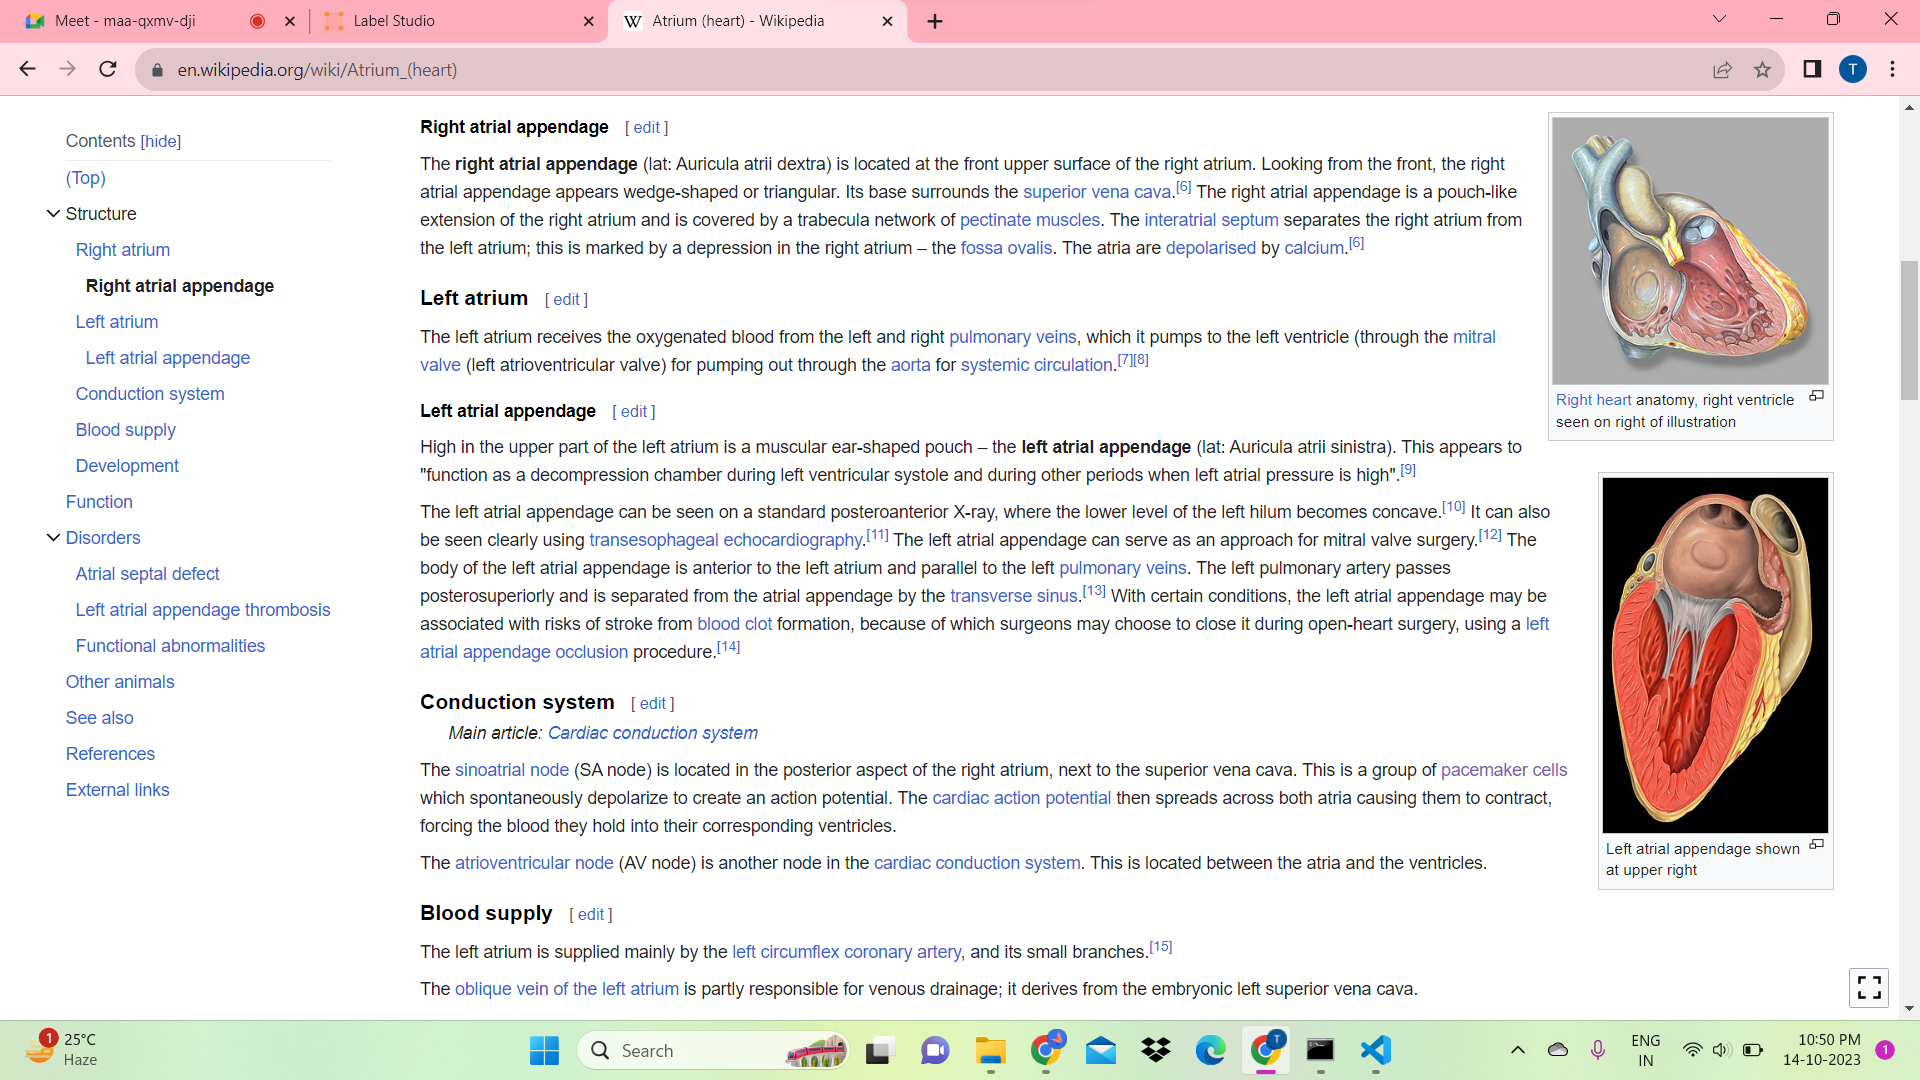 Meet - maa-qxmv-dji
Label Studio
W Atrium (heart) - Wikipedia
en.wikipedia.org/wiki/Atrium_(heart)
T
Contents [hide]
(Top)
Structure
Right atrium
Right atrial appendage
Left atrium
Left atrial appendage
Conduction system
Blood supply
Development
Function
Disorders
Atrial septal defect
Left atrial appendage thrombosis
Functional abnormalities
Other animals
See also
References
External links
Right atrial appendage [ edit ]
The right atrial appendage (lat: Auricula atrii dextra) is located at the front upper surface of the right atrium. Looking from the front, the right
atrial appendage appears wedge-shaped or triangular. Its base surrounds the superior vena cava.[6] The right atrial appendage is a pouch-like
extension of the right atrium and is covered by a trabecula network of pectinate muscles. The interatrial septum separates the right atrium from
the left atrium; this is marked by a depression in the right atrium – the fossa ovalis. The atria are depolarised by calcium.[6]
Left atrium [ edit ]
The left atrium receives the oxygenated blood from the left and right pulmonary veins, which it pumps to the left ventricle (through the mitral
valve (left atrioventricular valve) for pumping out through the aorta for systemic circulation.[7][8]
Left atrial appendage [ edit ]
High in the upper part of the left atrium is a muscular ear-shaped pouch – the left atrial appendage (lat: Auricula atrii sinistra). This appears to
"function as a decompression chamber during left ventricular systole and during other periods when left atrial pressure is high".[9]
The left atrial appendage can be seen on a standard posteroanterior X-ray, where the lower level of the left hilum becomes concave.[10] It can also
be seen clearly using transesophageal echocardiography.[11] The left atrial appendage can serve as an approach for mitral valve surgery.[12] The
body of the left atrial appendage is anterior to the left atrium and parallel to the left pulmonary veins. The left pulmonary artery passes
posterosuperiorly and is separated from the atrial appendage by the transverse sinus.[13] With certain conditions, the left atrial appendage may be
associated with risks of stroke from blood clot formation, because of which surgeons may choose to close it during open-heart surgery, using a left
atrial appendage occlusion procedure.[14]
Conduction system [ edit ]
Main article: Cardiac conduction system
The sinoatrial node (SA node) is located in the posterior aspect of the right atrium, next to the superior vena cava. This is a group of pacemaker cells
which spontaneously depolarize to create an action potential. The cardiac action potential then spreads across both atria causing them to contract,
forcing the blood they hold into their corresponding ventricles.
The atrioventricular node (AV node) is another node in the cardiac conduction system. This is located between the atria and the ventricles.
Blood supply [ edit ]
The left atrium is supplied mainly by the left circumflex coronary artery, and its small branches.[15]
The oblique vein of the left atrium is partly responsible for venous drainage; it derives from the embryonic left superior vena cava.
Right heart anatomy, right ventricle
seen on right of illustration
Left atrial appendage shown
at upper right
1
25°C
Haze
Search
T
ENG
IN
10:50 PM
14-10-2023
1